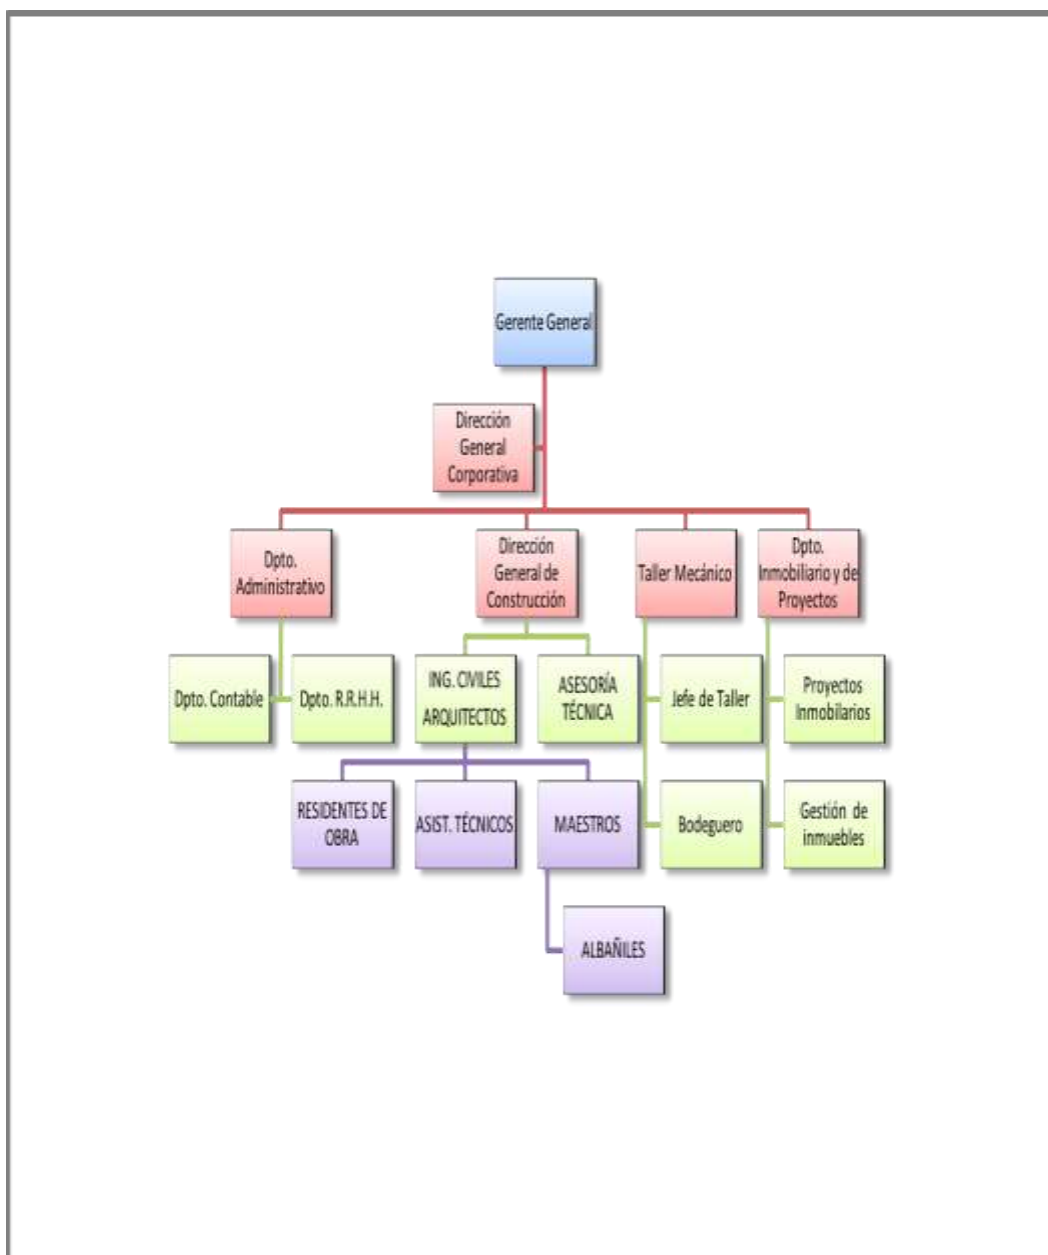 Gerente General
Dirección
General
Corporativa
Dpto.
Administrativo
Dirección
General de
Construcción
Taller Mecánico
Dpto.
Inmobiliario y de
Proyectos
Dpto. Contable
Dpto. R.R.H.H.
ING. CIVILES
ARQUITECTOS
ASESORÍA
TÉCNICA
Jefe de Taller
Proyectos
Inmobilarios
RESIDENTES DE
OBRA
ASIST. TÉCNICOS
MAESTROS
Bodeguero
Gestión de
inmuebles
ALBAÑILES